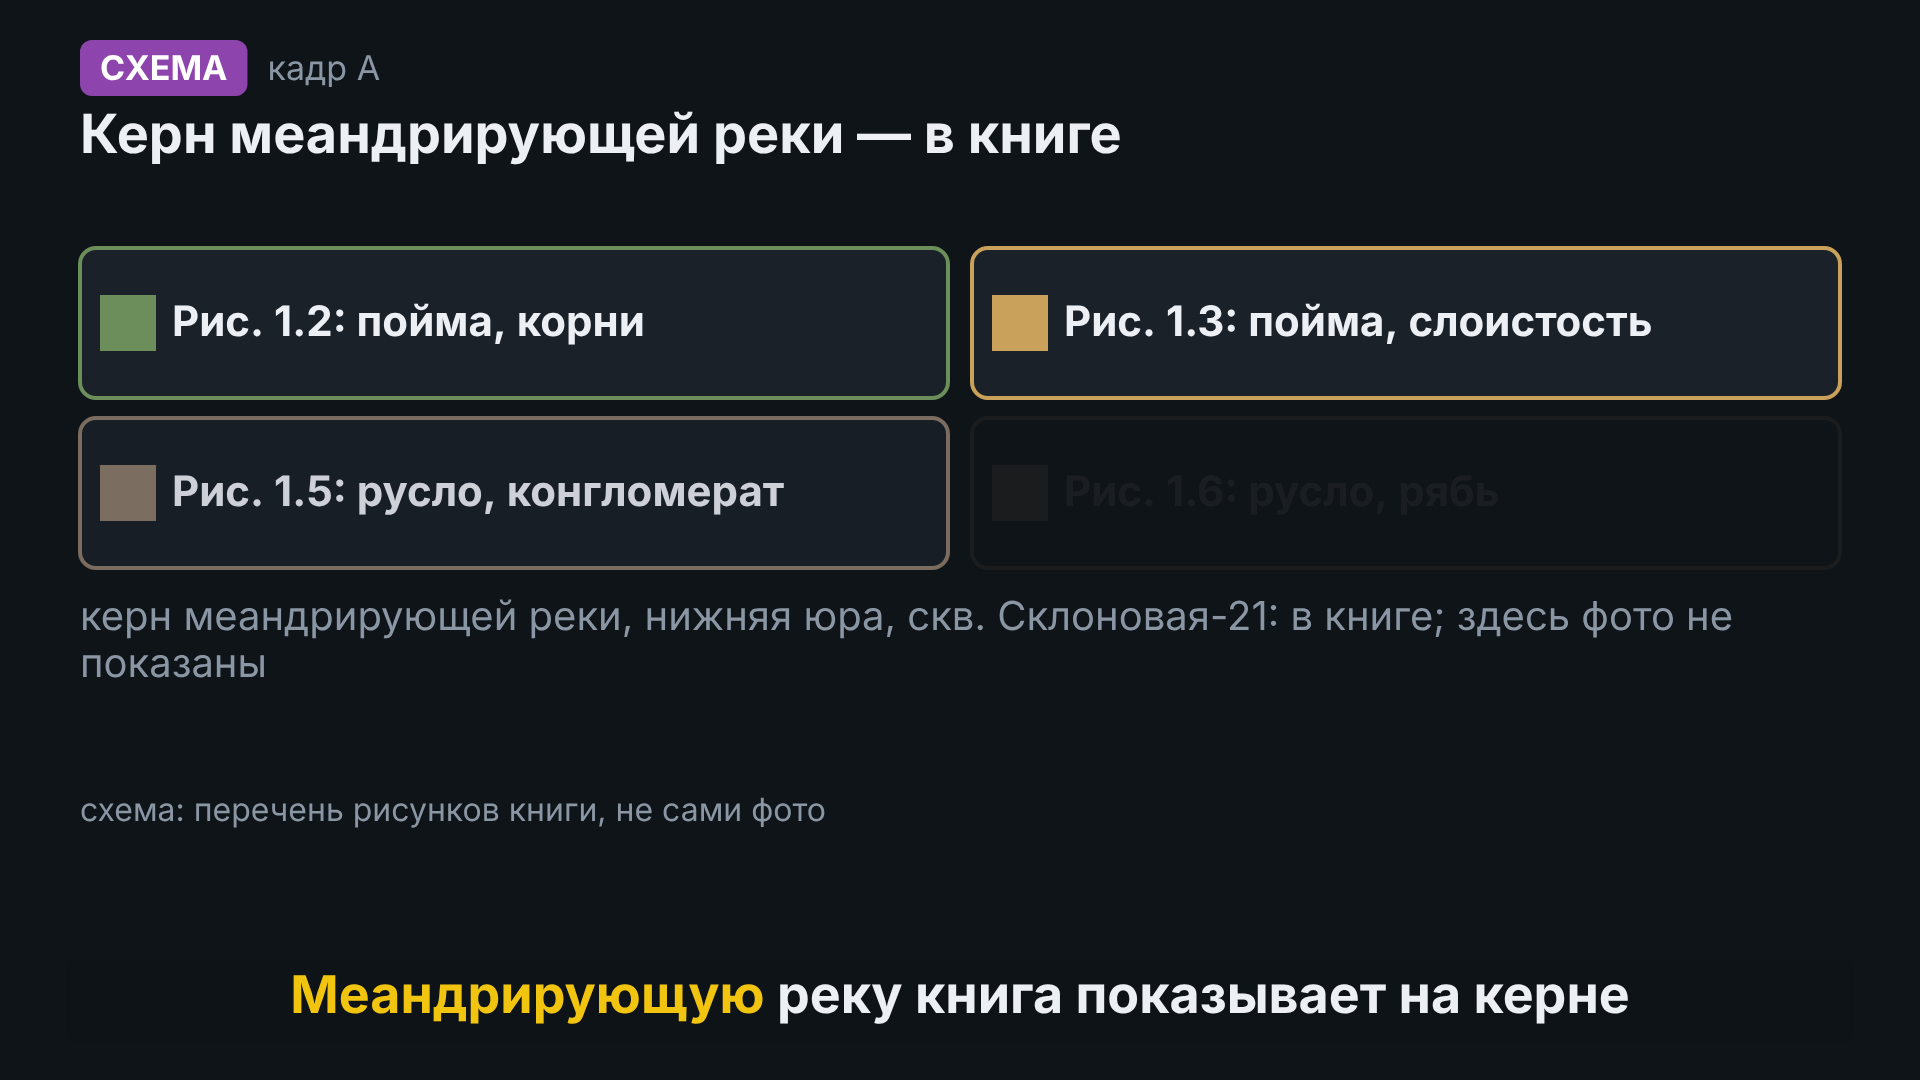 СХЕМА кадр А
Керн меандрирующей реки — в книге
Рис. 1.2: пойма, корни
Рис. 1.3: пойма, слоистость
Рис. 1.5: русло, конгломерат
Рис. 1.6: русло, рябь
керн меандрирующей реки, нижняя юра, скв. Склоновая-21: в книге; здесь фото не
показаны
схема: перечень рисунков книги, не сами фото
Меандрирующую реку книга показывает на керне